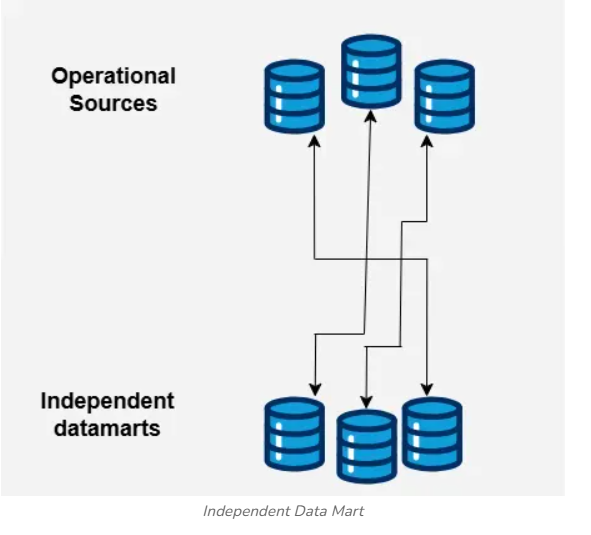 Operational
Sources
Independent
datamarts
Independent Data Mart